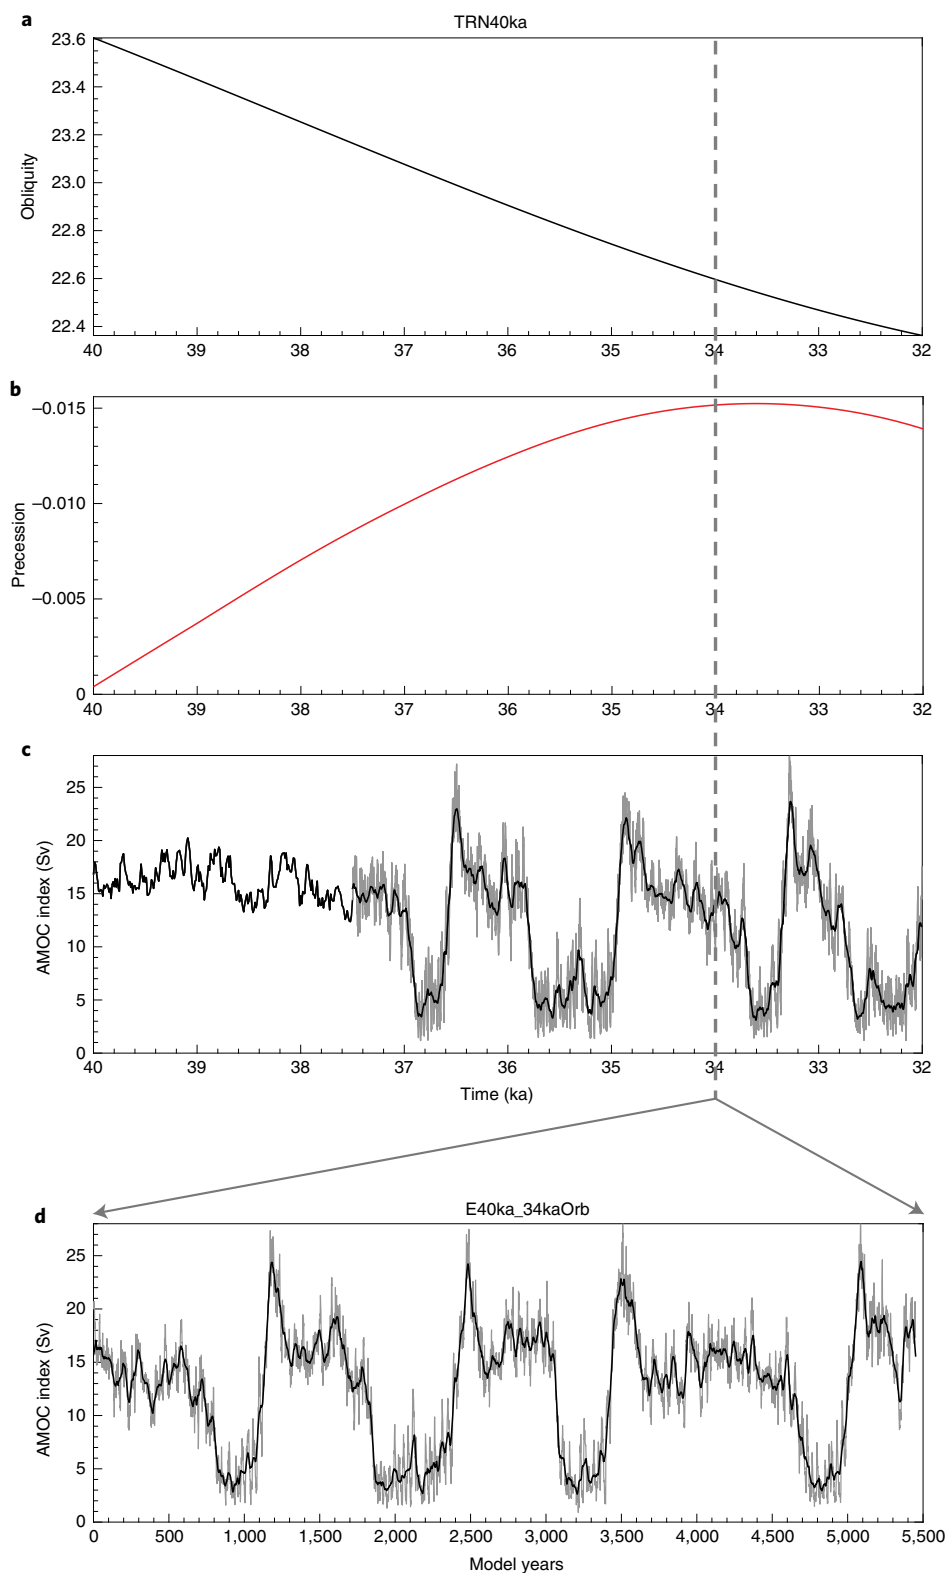 a
TRN40ka
23.6
23.4
23.2
23.0
22.8
22.6
22.4
Obliquity
40 39 38 37 36 35 34 33 32
b
–0.015
–0.010
–0.005
0
Precession
40 39 38 37 36 35 34 33 32
c
25
20
15
10
5
0
AMOC index (Sv)
40 39 38 37 36 35 34 33 32
Time (ka)
d
E40ka_34kaOrb
25
20
15
10
5
0
AMOC index (Sv)
0 500 1,000 1,500 2,000 2,500 3,000 3,500 4,000 4,500 5,000 5,500
Model years